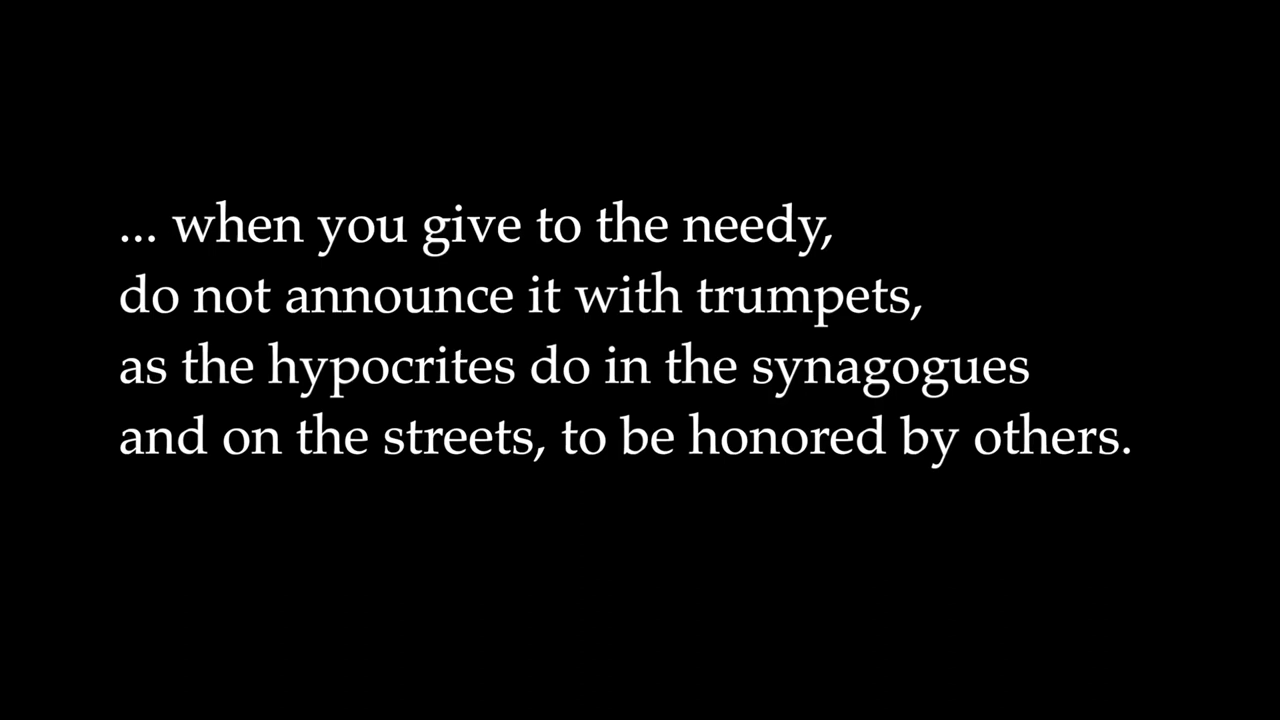 ... when you give to the needy,
do not announce it with trumpets,
as the hypocrites do in the synagogues
and on the streets, to be honored by others.